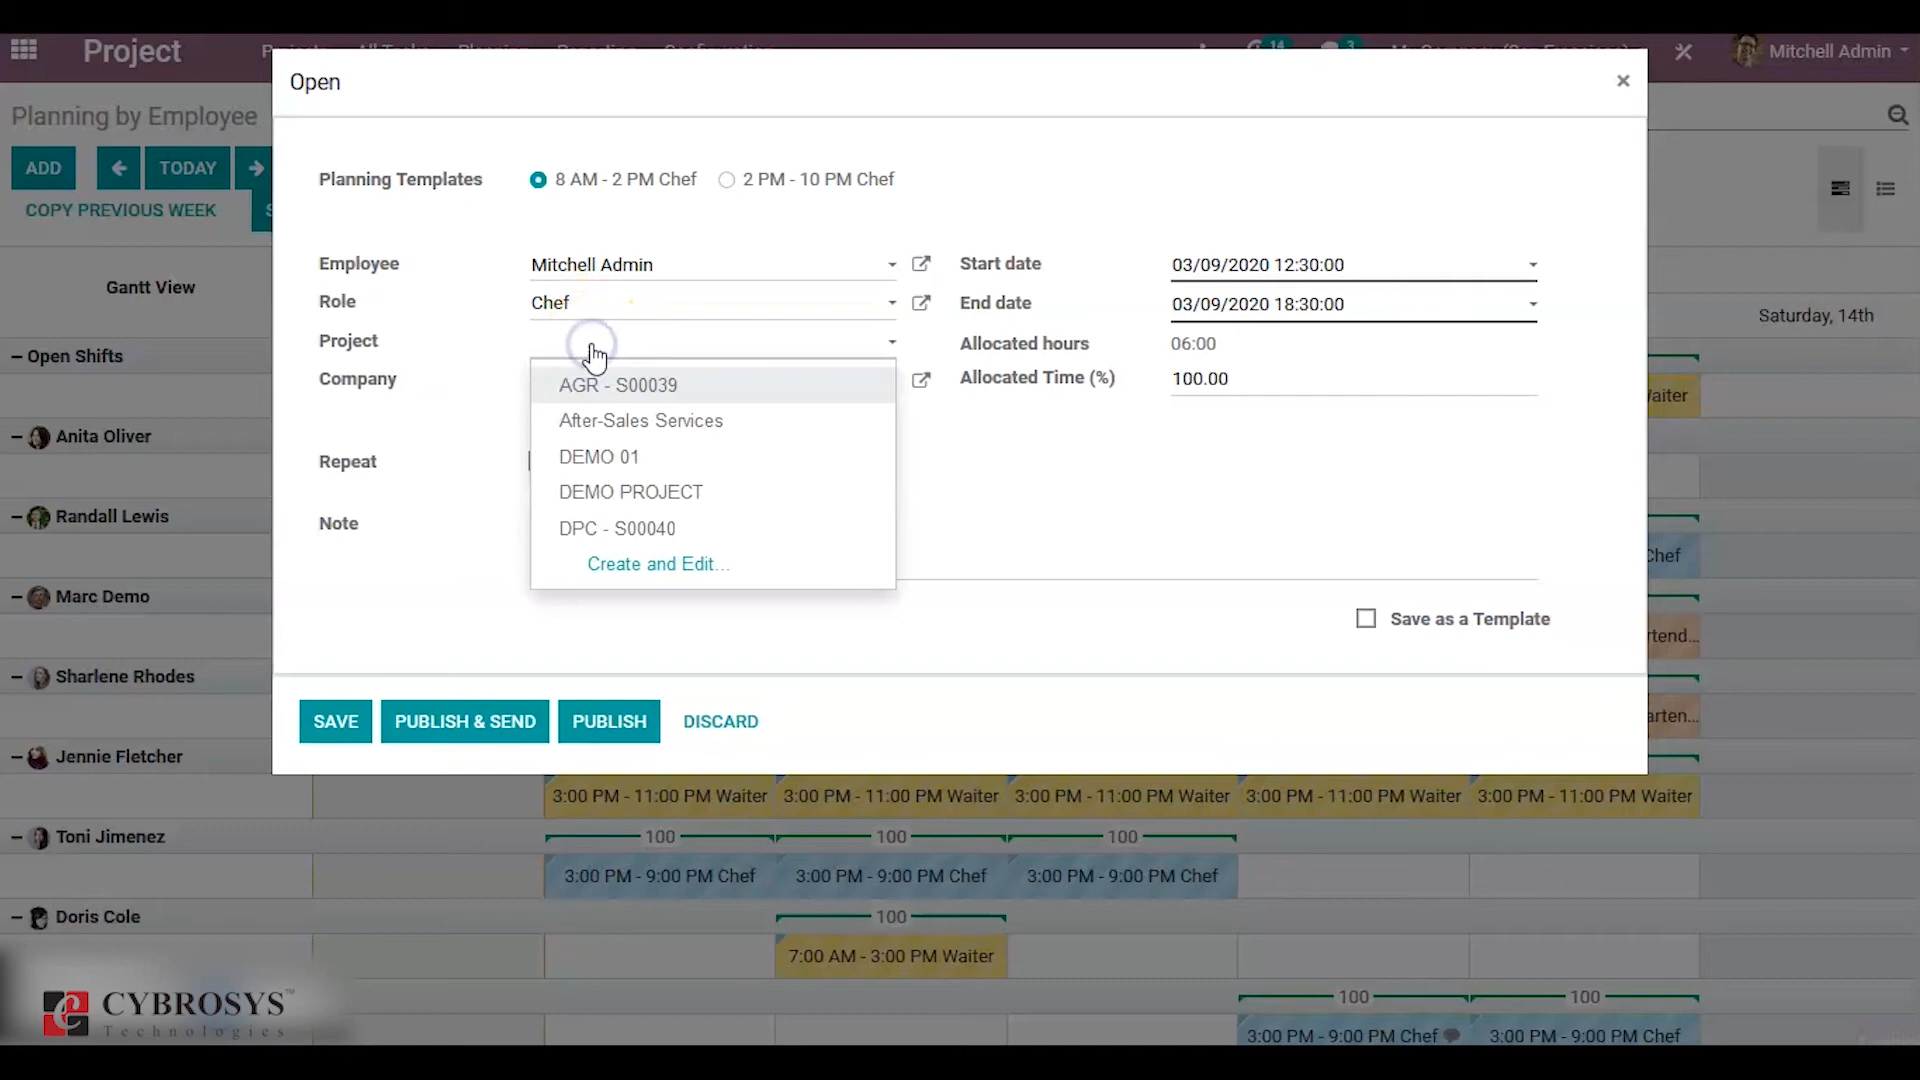 Project
Mitchell Admin
Open
×
Planning by Employee
ADD
TODAY
COPY PREVIOUS WEEK
Planning Templates
8 AM - 2 PM Chef
2 PM - 10 PM Chef
Employee
Mitchell Admin
Start date
03/09/2020 12:30:00
Role
Chef
End date
03/09/2020 18:30:00
Project
Allocated hours
06:00
Company
Allocated Time (%)
100.00
AGR - S00039
After-Sales Services
DEMO 01
DEMO PROJECT
DPC - S00040
Create and Edit...
Repeat
Note
Save as a Template
SAVE
PUBLISH & SEND
PUBLISH
DISCARD
Gantt View
Saturday, 14th
Open Shifts
Anita Oliver
Randall Lewis
Chef
Marc Demo
Sharlene Rhodes
Jennie Fletcher
3:00 PM - 11:00 PM Waiter 3:00 PM - 11:00 PM Waiter 3:00 PM - 11:00 PM Waiter 3:00 PM - 11:00 PM Waiter 3:00 PM - 11:00 PM Waiter
Toni Jimenez
100 100 100
3:00 PM - 9:00 PM Chef 3:00 PM - 9:00 PM Chef 3:00 PM - 9:00 PM Chef
Doris Cole
100
7:00 AM - 3:00 PM Waiter
100 100
3:00 PM - 9:00 PM Chef 3:00 PM - 9:00 PM Chef
CYBROSYS™
Technologies